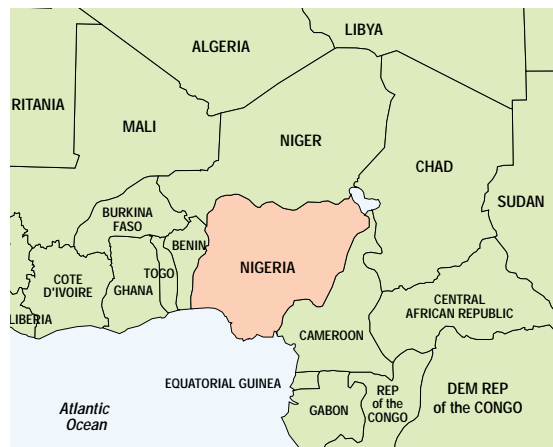 LIBYA
ALGERIA
RITANIA
MALI
NIGER
CHAD
SUDAN
BURKINA
FASO
BENIN
NIGERIA
TOGO
COTE
D'IVOIRE
GHANA
LIBERIA
CENTRAL
AFRICAN REPUBLIC
CAMEROON
EQUATORIAL GUINEA
GABON
REP
of the
CONGO
DEM REP
of the CONGO
Atlantic
Ocean